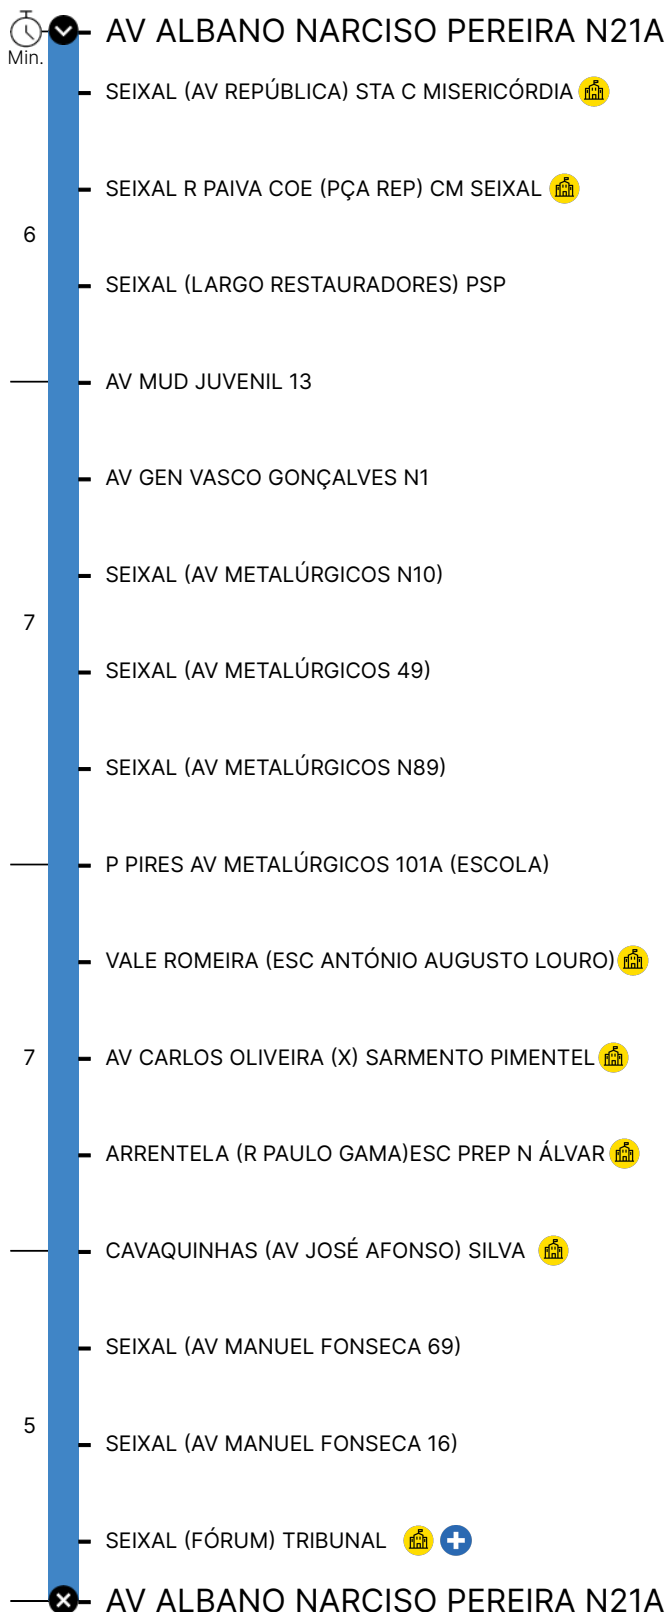 AV ALBANO NARCISO PEREIRA N21A
Min.
SEIXAL (AV REPÚBLICA) STA C MISERICÓRDIA
SEIXAL R PAIVA COE (PÇA REP) CM SEIXAL
6
SEIXAL (LARGO RESTAURADORES) PSP
AV MUD JUVENIL 13
AV GEN VASCO GONÇALVES N1
SEIXAL (AV METALÚRGICOS N10)
7
SEIXAL (AV METALÚRGICOS 49)
SEIXAL (AV METALÚRGICOS N89)
P PIRES AV METALÚRGICOS 101A (ESCOLA)
VALE ROMEIRA (ESC ANTÓNIO AUGUSTO LOURO)
7
AV CARLOS OLIVEIRA (X) SARMENTO PIMENTEL
ARRENTELA (R PAULO GAMA)ESC PREP N ÁLVAR
CAVAQUINHAS (AV JOSÉ AFONSO) SILVA
SEIXAL (AV MANUEL FONSECA 69)
5
SEIXAL (AV MANUEL FONSECA 16)
SEIXAL (FÓRUM) TRIBUNAL
AV ALBANO NARCISO PEREIRA N21A